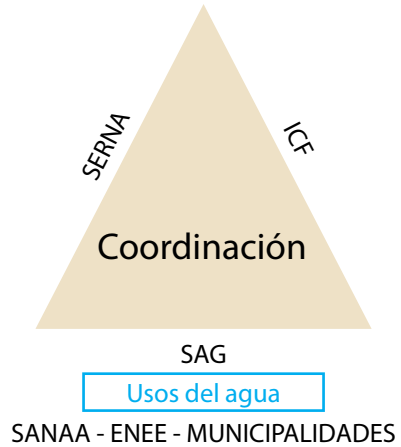 SERNA
ICF
Coordinación
SAG
Usos del agua
SANAA - ENEE - MUNICIPALIDADES